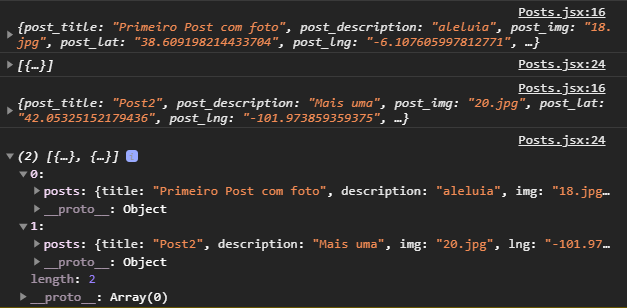 Posts.jsx:16
{post_title: "Primeiro Post com foto", post_description: "aleluia", post_img: "18.
jpg", post_lat: "38.609198214433704", post_lng: "-6.107605997812771", …}
Posts.jsx:24
[{…}]
Posts.jsx:16
{post_title: "Post2", post_description: "Mais uma", post_img: "20.jpg", post_lat:
"42.05325152179436", post_lng: "-101.973859359375", …}
Posts.jsx:24
(2) [{…}, {…}] i
0:
posts: {title: "Primeiro Post com foto", description: "aleluia", img: "18.jpg…
__proto__: Object
1:
posts: {title: "Post2", description: "Mais uma", img: "20.jpg", lng: "-101.97…
__proto__: Object
length: 2
__proto__: Array(0)